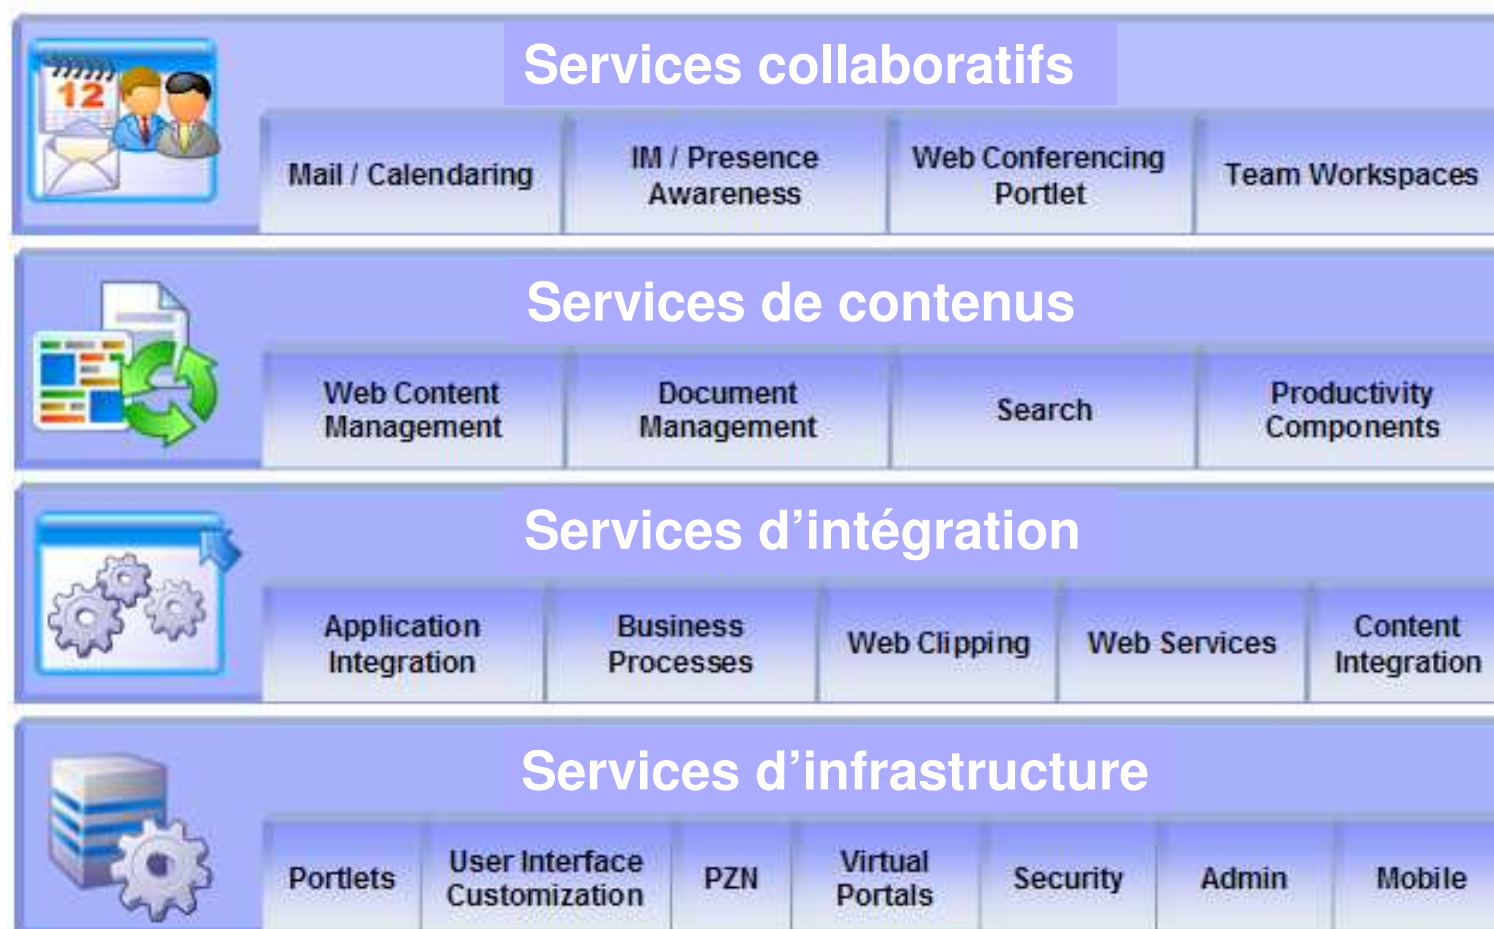 12
Services collaboratifs
Mail / Calendaring
IM / Presence
Awareness
Web Conferencing
Portlet
Team Workspaces
Services de contenus
Web Content
Management
Document
Management
Search
Productivity
Components
Services d’intégration
Application
Integration
Business
Processes
Web Clipping
Web Services
Content
Integration
Services d’infrastructure
Portlets
User Interface
Customization
PZN
Virtual
Portals
Security
Admin
Mobile